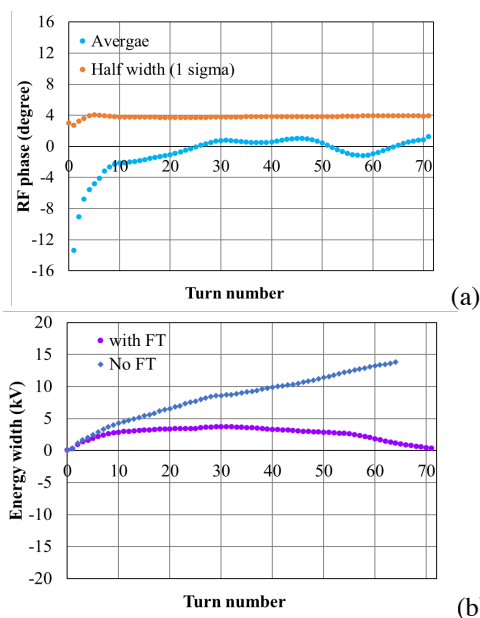 16
12
8
4
0
-4
-8
-12
-16
RF phase (degree)
Avergae
Half width (1 sigma)
0 10 20 30 40 50 60 70
Turn number
(a)
20
15
10
5
0
-5
-10
-15
-20
Energy width (kV)
with FT
No FT
0 10 20 30 40 50 60 70
Turn number
(b)